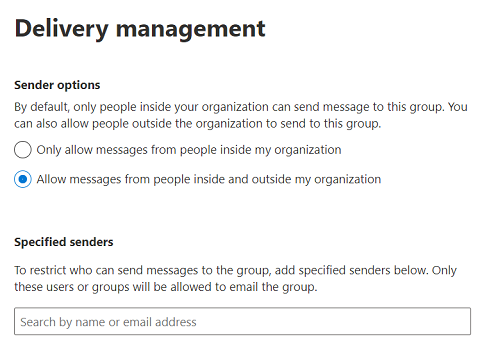 Delivery management
Sender options
By default, only people inside your organization can send message to this group. You
can also allow people outside the organization to send to this group.
Only allow messages from people inside my organization
Allow messages from people inside and outside my organization
Specified senders
To restrict who can send messages to the group, add specified senders below. Only
these users or groups will be allowed to email the group.
Search by name or email address